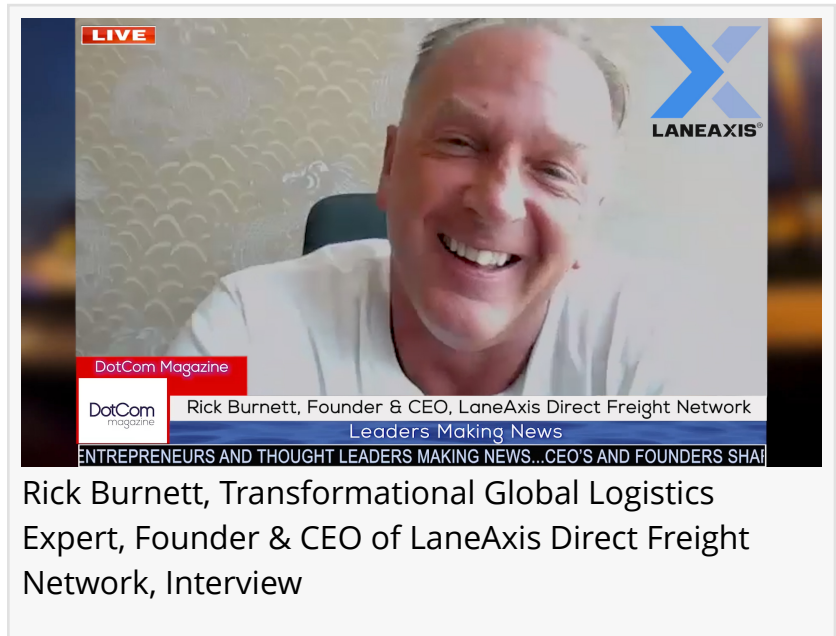 LIVE
LANEAXIS®
DotCom Magazine
DotCom
magazine
Rick Burnett, Founder & CEO, LaneAxis Direct Freight Network
Leaders Making News
ENTREPRENEURS AND THOUGHT LEADERS MAKING NEWS...CEO'S AND FOUNDERS SHA
Rick Burnett, Transformational Global Logistics
Expert, Founder & CEO of LaneAxis Direct Freight
Network, Interview